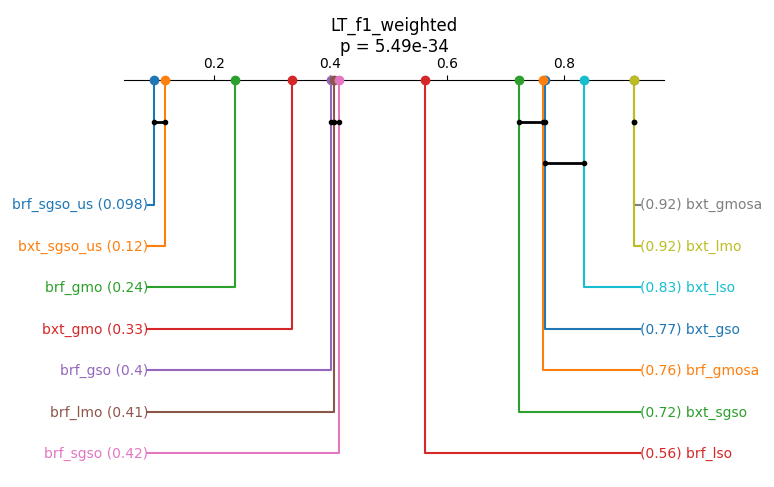 LT_f1_weighted
p = 5.49e-34
0.2 0.4 0.6 0.8
brf_sgso_us (0.098) (0.92) bxt_gmosa
bxt_sgso_us (0.12) (0.92) bxt_lmo
brf_gmo (0.24) (0.83) bxt_lso
bxt_gmo (0.33) (0.77) bxt_gso
brf_gso (0.4) (0.76) brf_gmosa
brf_lmo (0.41) (0.72) bxt_sgso
brf_sgso (0.42) (0.56) brf_lso